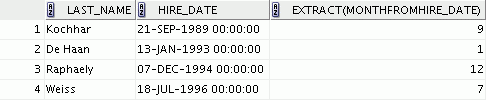 LAST_NAME HIRE_DATE EXTRACT(MONTHFROMHIRE_DATE)
1 Kochhar 21-SEP-1989 00:00:00 9
2 De Haan 13-JAN-1993 00:00:00 1
3 Raphaely 07-DEC-1994 00:00:00 12
4 Weiss 18-JUL-1996 00:00:00 7